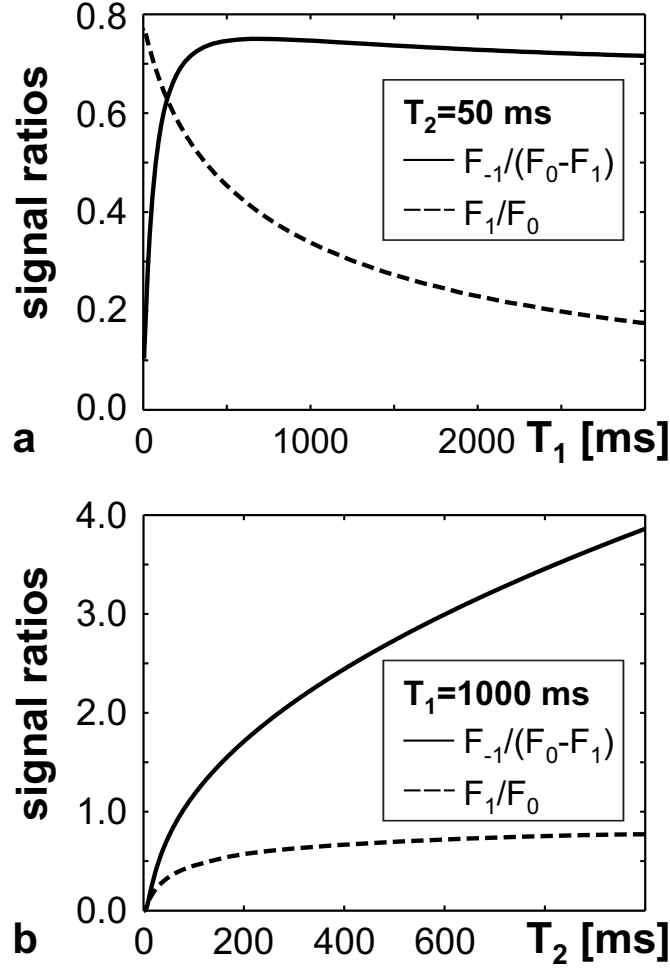 signal ratios
0.8
0.6
0.4
0.2
0.0
T2=50 ms
F-1/(F0-F1)
F1/F0
a
0 1000 2000 T1 [ms]
signal ratios
4.0
3.0
2.0
1.0
0.0
T1=1000 ms
F-1/(F0-F1)
F1/F0
b
0 200 400 600 T2 [ms]